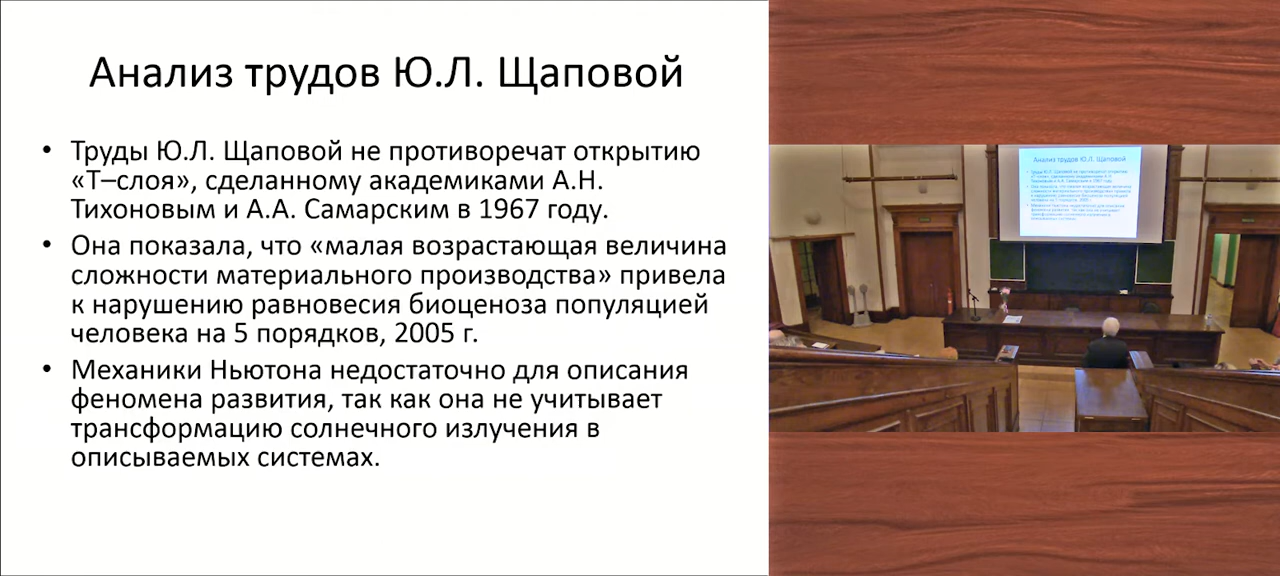 Анализ трудов Ю.Л. Щаповой
• Труды Ю.Л. Щаповой не противоречат открытию
«Т–слоя», сделанному академиками А.Н.
Тихоновым и А.А. Самарским в 1967 году.
• Она показала, что «малая возрастающая величина
сложности материального производства» привела
к нарушению равновесия биоценоза популяцией
человека на 5 порядков, 2005 г.
• Механики Ньютона недостаточно для описания
феномена развития, так как она не учитывает
трансформацию солнечного излучения в
описываемых системах.
Анализ трудов Ю.Л. Щаповой